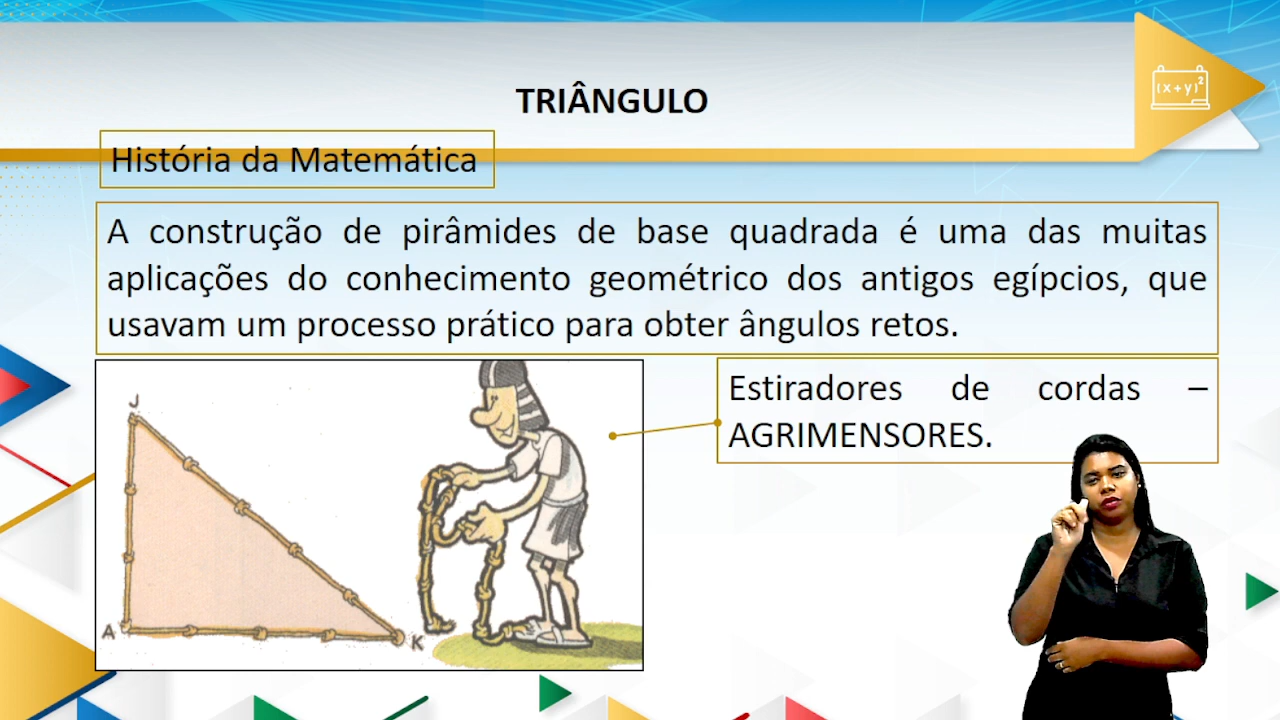 (x+y)²
TRIÂNGULO
História da Matemática
A construção de pirâmides de base quadrada é uma das muitas
aplicações do conhecimento geométrico dos antigos egípcios, que
usavam um processo prático para obter ângulos retos.
Estiradores de cordas –
AGRIMENSORES.
J
A
K